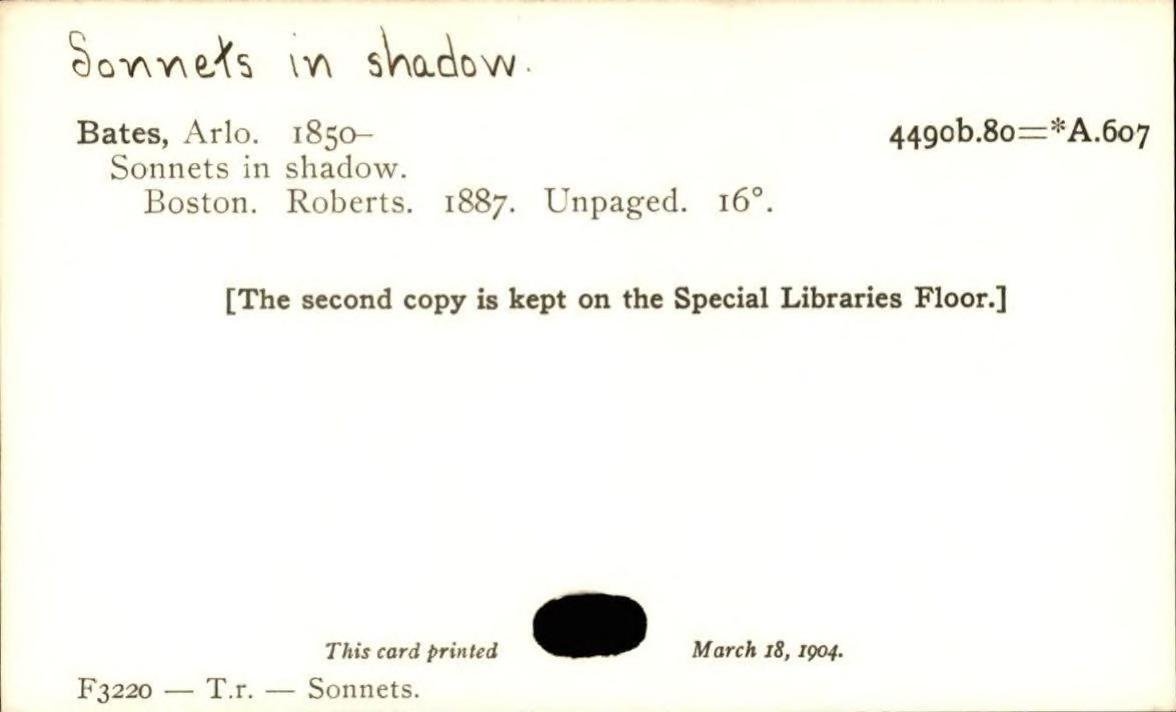 Sonnets in shadow.
Bates, Arlo. 1850– 4490b.80=*A.607
Sonnets in shadow.
Boston. Roberts. 1887. Unpaged. 16°.
[The second copy is kept on the Special Libraries Floor.]
This card printed March 18, 1904.
F3220 — T.r. — Sonnets.